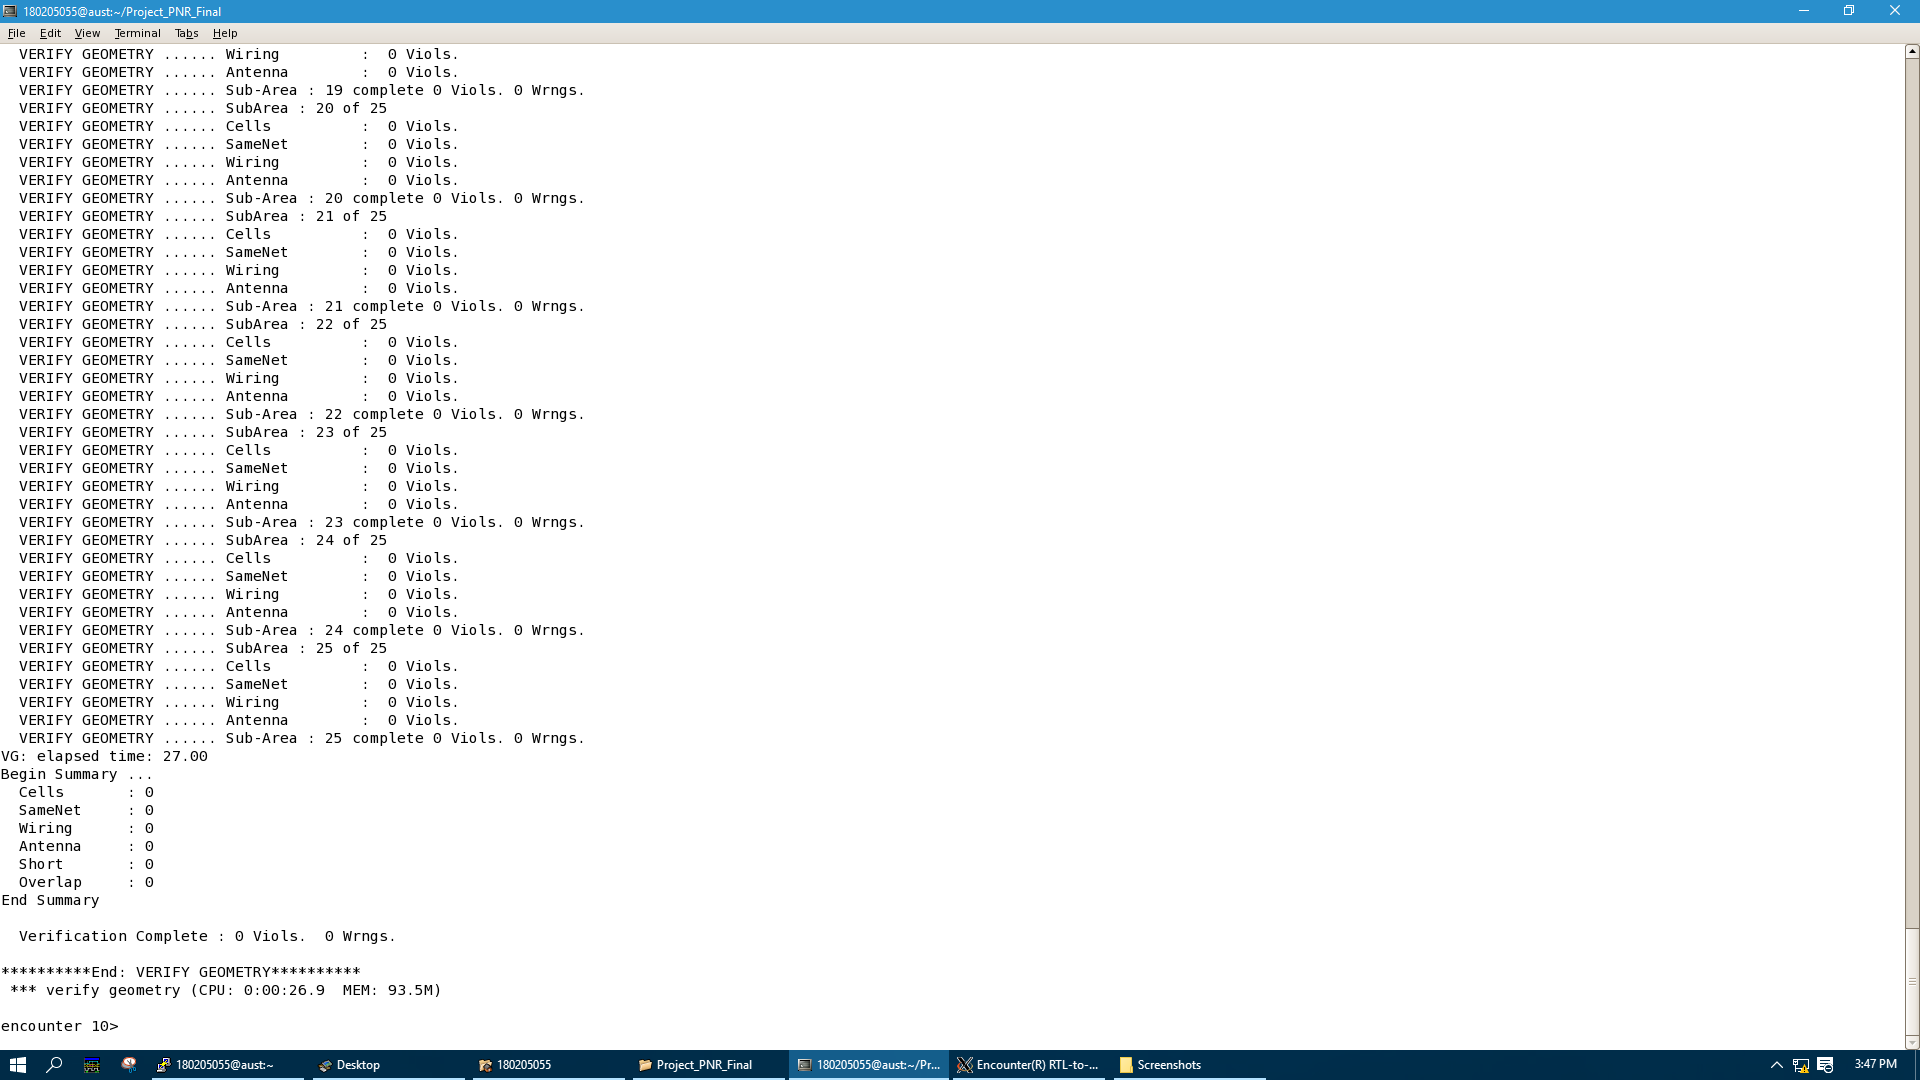 180205055@aust:~/Project_PNR_Final
File Edit View Terminal Tabs Help
VERIFY GEOMETRY ...... Wiring : 0 Viols.
VERIFY GEOMETRY ...... Antenna : 0 Viols.
VERIFY GEOMETRY ...... Sub-Area : 19 complete 0 Viols. 0 Wrngs.
VERIFY GEOMETRY ...... SubArea : 20 of 25
VERIFY GEOMETRY ...... Cells : 0 Viols.
VERIFY GEOMETRY ...... SameNet : 0 Viols.
VERIFY GEOMETRY ...... Wiring : 0 Viols.
VERIFY GEOMETRY ...... Antenna : 0 Viols.
VERIFY GEOMETRY ...... Sub-Area : 20 complete 0 Viols. 0 Wrngs.
VERIFY GEOMETRY ...... SubArea : 21 of 25
VERIFY GEOMETRY ...... Cells : 0 Viols.
VERIFY GEOMETRY ...... SameNet : 0 Viols.
VERIFY GEOMETRY ...... Wiring : 0 Viols.
VERIFY GEOMETRY ...... Antenna : 0 Viols.
VERIFY GEOMETRY ...... Sub-Area : 21 complete 0 Viols. 0 Wrngs.
VERIFY GEOMETRY ...... SubArea : 22 of 25
VERIFY GEOMETRY ...... Cells : 0 Viols.
VERIFY GEOMETRY ...... SameNet : 0 Viols.
VERIFY GEOMETRY ...... Wiring : 0 Viols.
VERIFY GEOMETRY ...... Antenna : 0 Viols.
VERIFY GEOMETRY ...... Sub-Area : 22 complete 0 Viols. 0 Wrngs.
VERIFY GEOMETRY ...... SubArea : 23 of 25
VERIFY GEOMETRY ...... Cells : 0 Viols.
VERIFY GEOMETRY ...... SameNet : 0 Viols.
VERIFY GEOMETRY ...... Wiring : 0 Viols.
VERIFY GEOMETRY ...... Antenna : 0 Viols.
VERIFY GEOMETRY ...... Sub-Area : 23 complete 0 Viols. 0 Wrngs.
VERIFY GEOMETRY ...... SubArea : 24 of 25
VERIFY GEOMETRY ...... Cells : 0 Viols.
VERIFY GEOMETRY ...... SameNet : 0 Viols.
VERIFY GEOMETRY ...... Wiring : 0 Viols.
VERIFY GEOMETRY ...... Antenna : 0 Viols.
VERIFY GEOMETRY ...... Sub-Area : 24 complete 0 Viols. 0 Wrngs.
VERIFY GEOMETRY ...... SubArea : 25 of 25
VERIFY GEOMETRY ...... Cells : 0 Viols.
VERIFY GEOMETRY ...... SameNet : 0 Viols.
VERIFY GEOMETRY ...... Wiring : 0 Viols.
VERIFY GEOMETRY ...... Antenna : 0 Viols.
VERIFY GEOMETRY ...... Sub-Area : 25 complete 0 Viols. 0 Wrngs.
VG: elapsed time: 27.00
Begin Summary ...
Cells : 0
SameNet : 0
Wiring : 0
Antenna : 0
Short : 0
Overlap : 0
End Summary
Verification Complete : 0 Viols. 0 Wrngs.
**********End: VERIFY GEOMETRY**********
*** verify geometry (CPU: 0:00:26.9 MEM: 93.5M)
encounter 10>
180205055@aust:~ Desktop 180205055 Project_PNR_Final 180205055@aust:~/Pr... Encounter(R) RTL-to-... Screenshots 3:47 PM